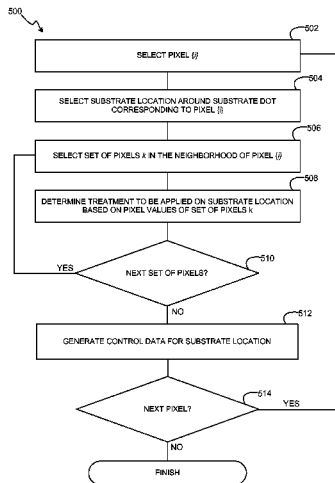 500
502
SELECT PIXEL {i}
504
SELECT SUBSTRATE LOCATION AROUND SUBSTRATE DOT
CORRESPONDING TO PIXEL {i}
506
SELECT SET OF PIXELS k IN THE NEIGHBORHOOD OF PIXEL {i}
508
DETERMINE TREATMENT TO BE APPLIED ON SUBSTRATE LOCATION
BASED ON PIXEL VALUES OF SET OF PIXELS k
510
YES
NEXT SET OF PIXELS?
NO
512
GENERATE CONTROL DATA FOR SUBSTRATE LOCATION
514
NEXT PIXEL?
YES
NO
FINISH